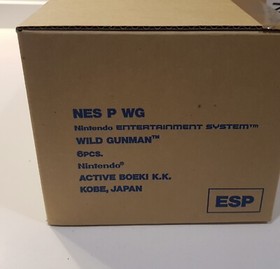 NES P WG
Nintendo ENTERTAINMENT SYSTEM™
WILD GUNMAN™
6PCS.
Nintendo®
ACTIVE BOEKI K.K.
KOBE, JAPAN
ESP